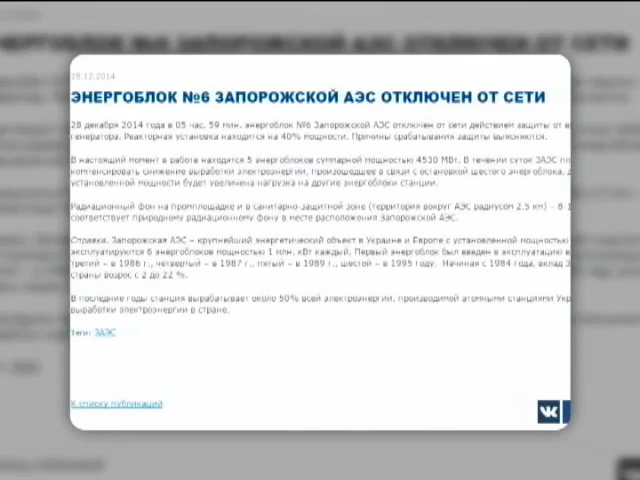 28.12.2014
ЭНЕРГОБЛОК №6 ЗАПОРОЖСКОЙ АЭС ОТКЛЮЧЕН ОТ СЕТИ
28 декабря 2014 года в 05 час. 59 мин. энергоблок №6 Запорожской АЭС отключен от сети действием защиты от в
генератора. Реакторная установка находится на 40% мощности. Причины срабатывания защиты выясняются.
В настоящий момент в работе находятся 5 энергоблоков суммарной мощностью 4530 МВт. В течении суток ЗАЭС пл
компенсировать снижение выработки электроэнергии, произошедшее в связи с остановкой шестого энергоблока,
установленной мощности будет увеличена нагрузка на другие энергоблоки станции.
Радиационный фон на промплощадке и в санитарно-защитной зоне (территория вокруг АЭС радиусом 2,5 км) – 8-1
соответствует природному радиационному фону в месте расположения Запорожской АЭС.
Справка. Запорожская АЭС – крупнейший энергетический объект в Украине и Европе с установленной мощностью
эксплуатируются 6 энергоблоков мощностью 1 млн. кВт каждый. Первый энергоблок был введен в эксплуатацию в
третий – в 1986 г., четвертый – в 1987 г., пятый – в 1989 г., шестой – в 1995 году. Начиная с 1984 года, вклад З
страны возрос с 2 до 22 %.
В последние годы станция вырабатывает около 50% всей электроэнергии, производимой атомными станциями Укр
выработки электроэнергии в стране.
Теги: ЗАЭС
К списку публикаций